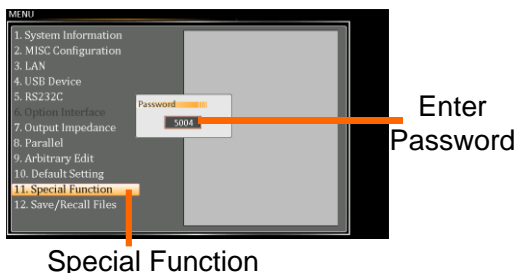 MENU
1. System Information
2. MISC Configuration
3. LAN
4. USB Device
5. RS232C
6. Option Interface
7. Output Impedance
8. Parallel
9. Arbitrary Edit
10. Default Setting
11. Special Function
12. Save/Recall Files
Password
5004
Enter
Password
Special Function